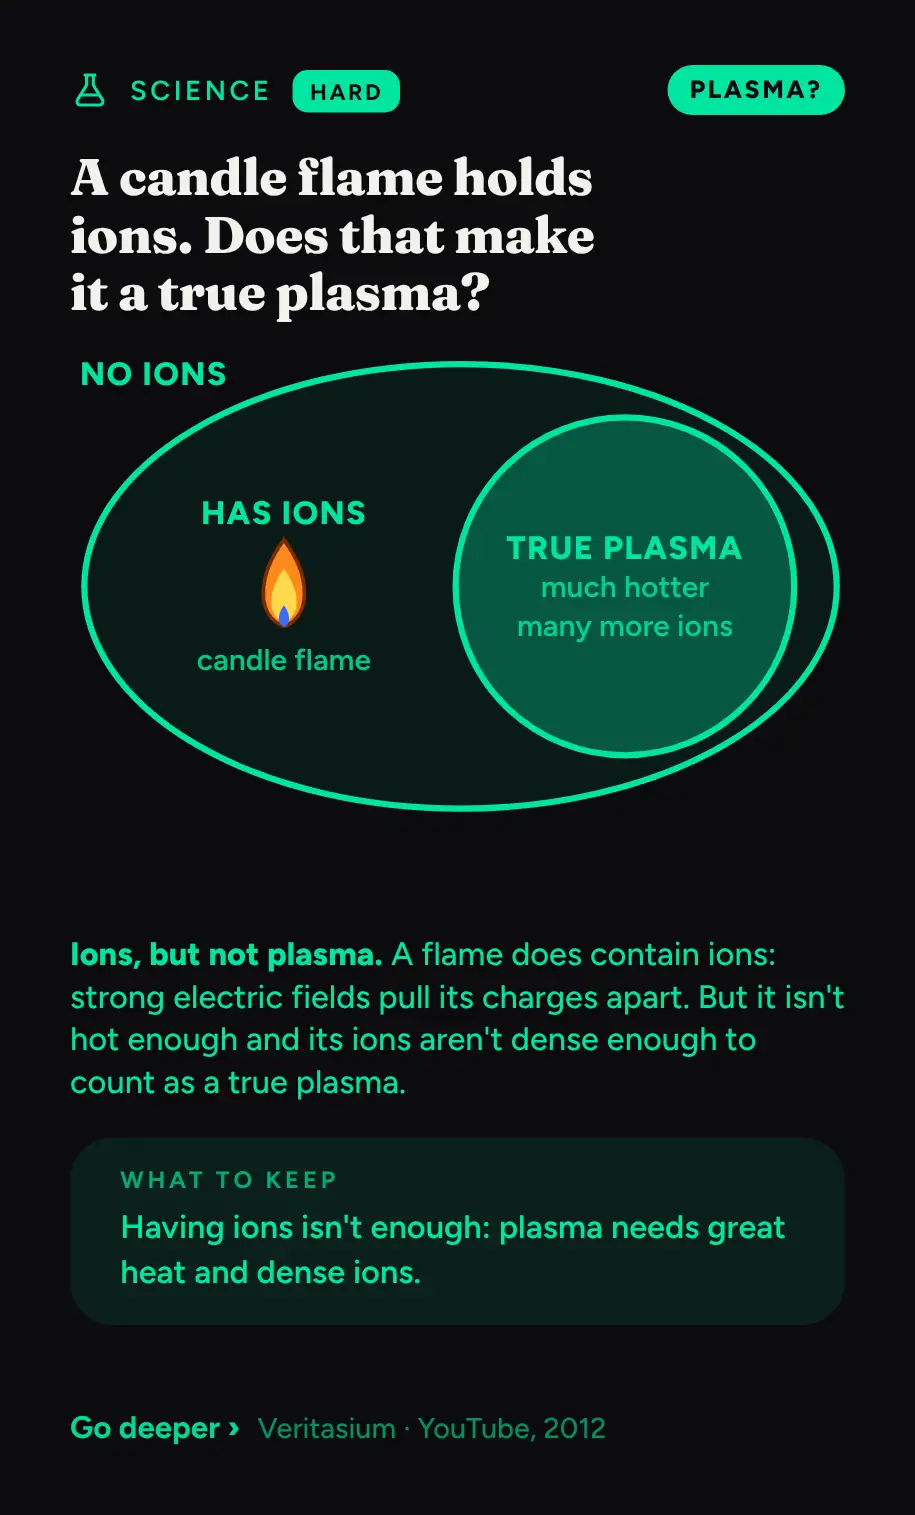 SCIENCE HARD PLASMA?
A candle flame holds
ions. Does that make
it a true plasma?
NO IONS
HAS IONS
candle flame
TRUE PLASMA
much hotter
many more ions
Ions, but not plasma. A flame does contain ions:
strong electric fields pull its charges apart. But it isn't
hot enough and its ions aren't dense enough to
count as a true plasma.
WHAT TO KEEP
Having ions isn't enough: plasma needs great
heat and dense ions.
Go deeper › Veritasium · YouTube, 2012